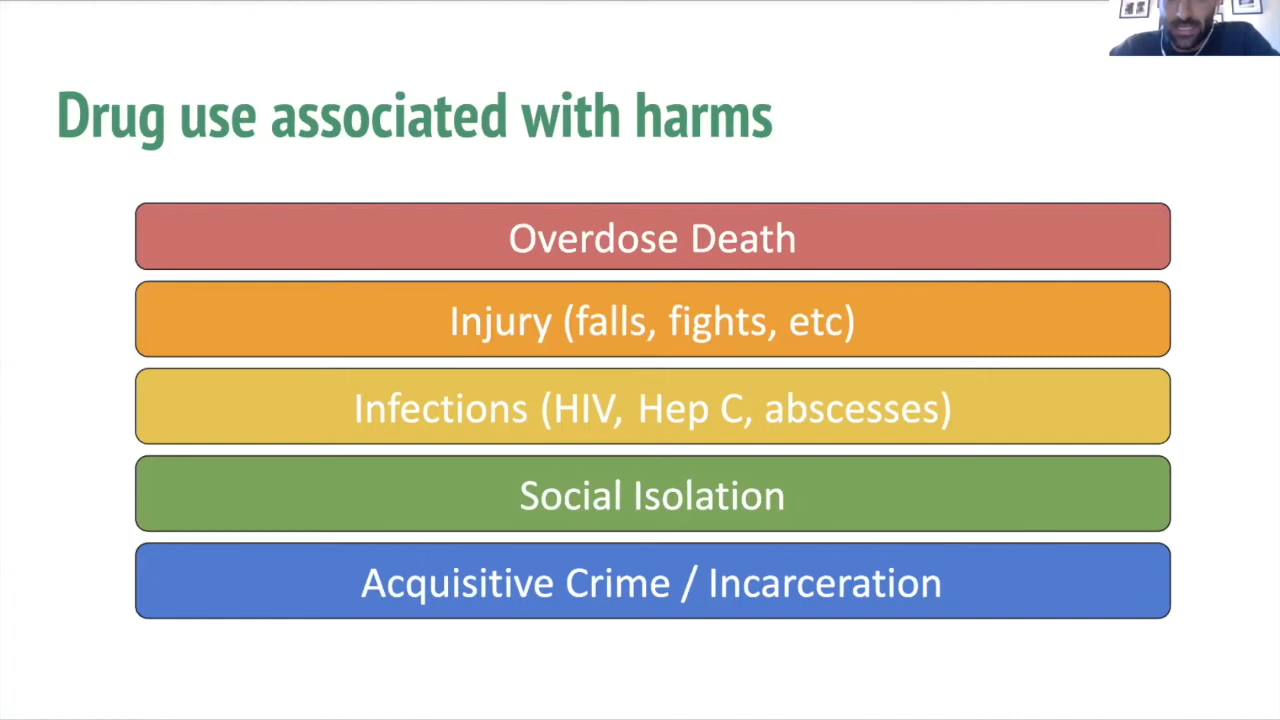 Drug use associated with harms
Overdose Death
Injury (falls, fights, etc)
Infections (HIV, Hep C, abscesses)
Social Isolation
Acquisitive Crime / Incarceration